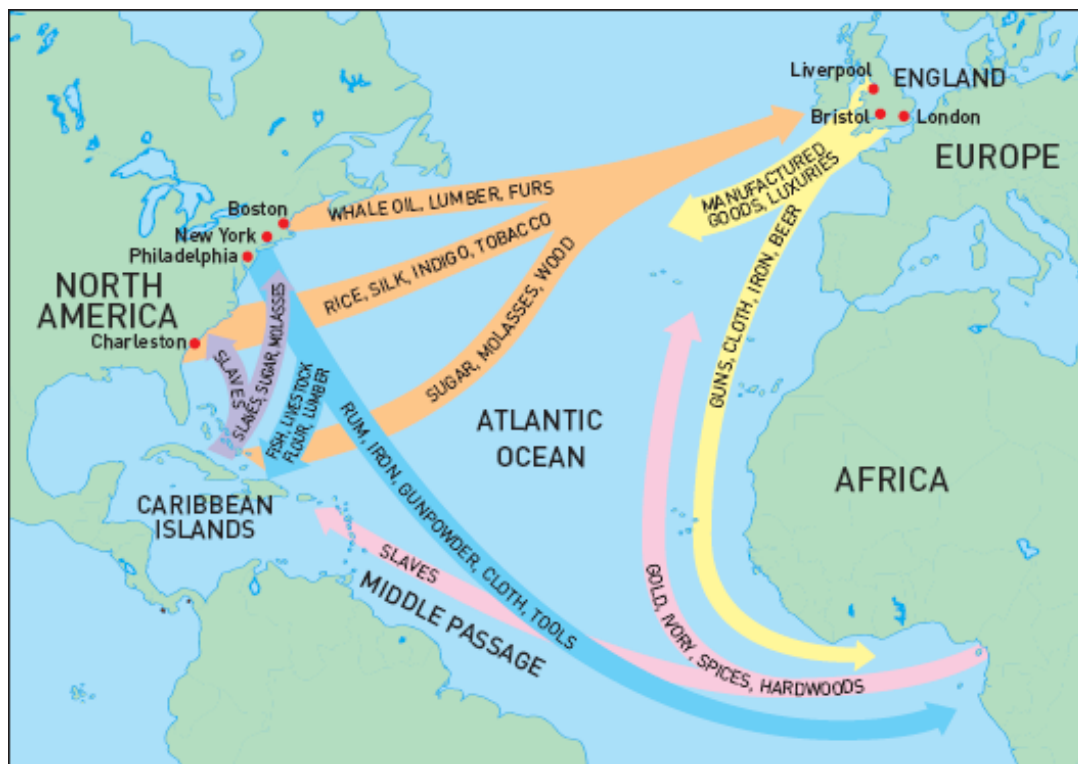 Liverpool
ENGLAND
Bristol
London
EUROPE
MANUFACTURED
GOODS, LUXURIES
WHALE OIL, LUMBER, FURS
Boston
New York
Philadelphia
RICE, SILK, INDIGO, TOBACCO
NORTH
AMERICA
Charleston
SLAVES
SLAVES, SUGAR, MOLASSES
FISH, LIVESTOCK
FLOUR, LUMBER
SUGAR, MOLASSES, WOOD
GUNS, CLOTH, IRON, BEER
ATLANTIC
OCEAN
AFRICA
CARIBBEAN
ISLANDS
RUM, IRON, GUNPOWDER, CLOTH, TOOLS
SLAVES
MIDDLE PASSAGE
GOLD, IVORY, SPICES, HARDWOODS